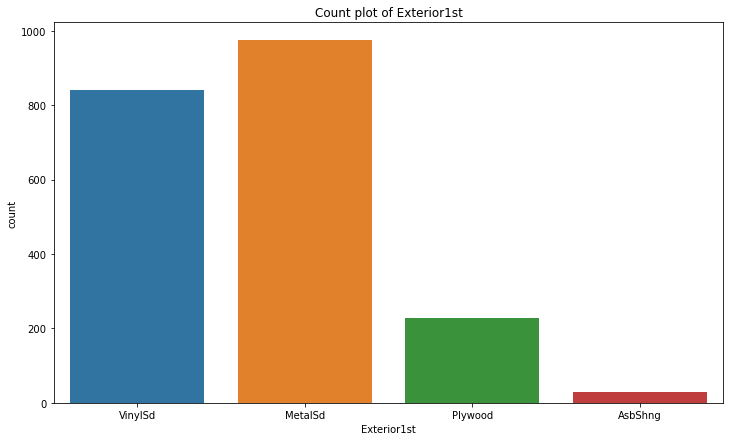 Count plot of Exterior1st
1000
800
600
400
200
0
count
VinylSd
MetalSd
Plywood
AsbShng
Exterior1st